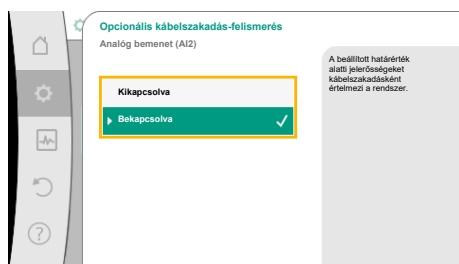 Opcionális kábelszakadás-felismerés
Analóg bemenet (AI2)
Kikapcsolva
Bekapcsolva
A beállított határérték
alatti jelerősségeket
kábelszakadásként
értelmezi a rendszer.
?